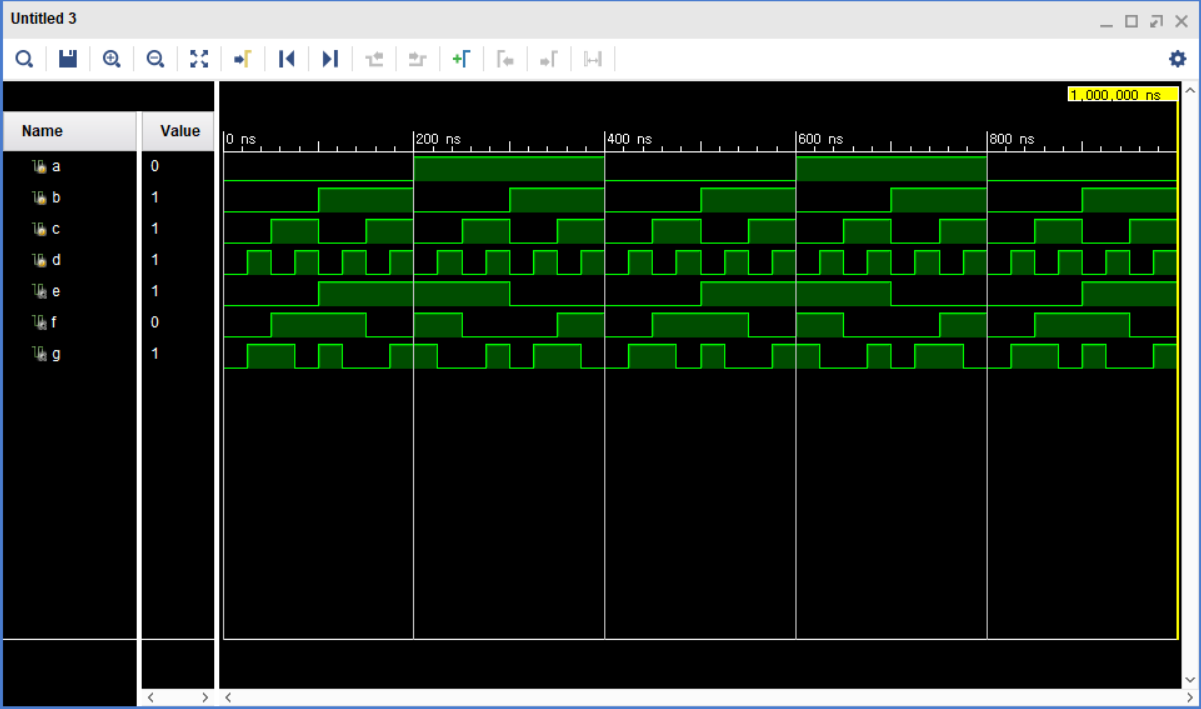 Untitled 3
1,000,000 ns
Name Value
0 ns 200 ns 400 ns 600 ns 800 ns
a 0
b 1
c 1
d 1
e 1
f 0
g 1